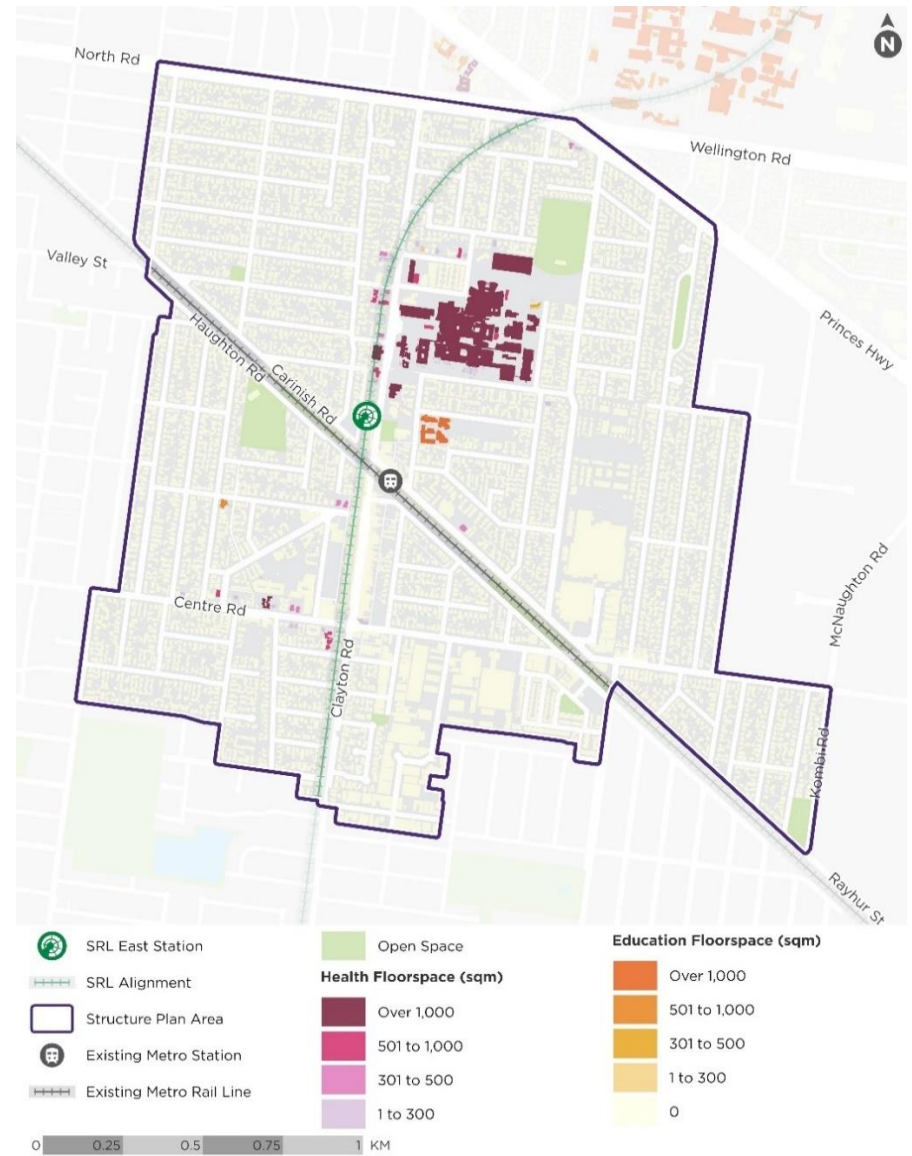 N
North Rd
Wellington Rd
Valley St
Haughton Rd
Carinish Rd
Princes Hwy
McNaughton Rd
Centre Rd
Clayton Rd
Kombi Rd
Rayhur St
SRL East Station
SRL Alignment
Structure Plan Area
Existing Metro Station
Existing Metro Rail Line
Open Space
Health Floorspace (sqm)
Over 1,000
501 to 1,000
301 to 500
1 to 300
Education Floorspace (sqm)
Over 1,000
501 to 1,000
301 to 500
1 to 300
0
0 0.25 0.5 0.75 1 KM